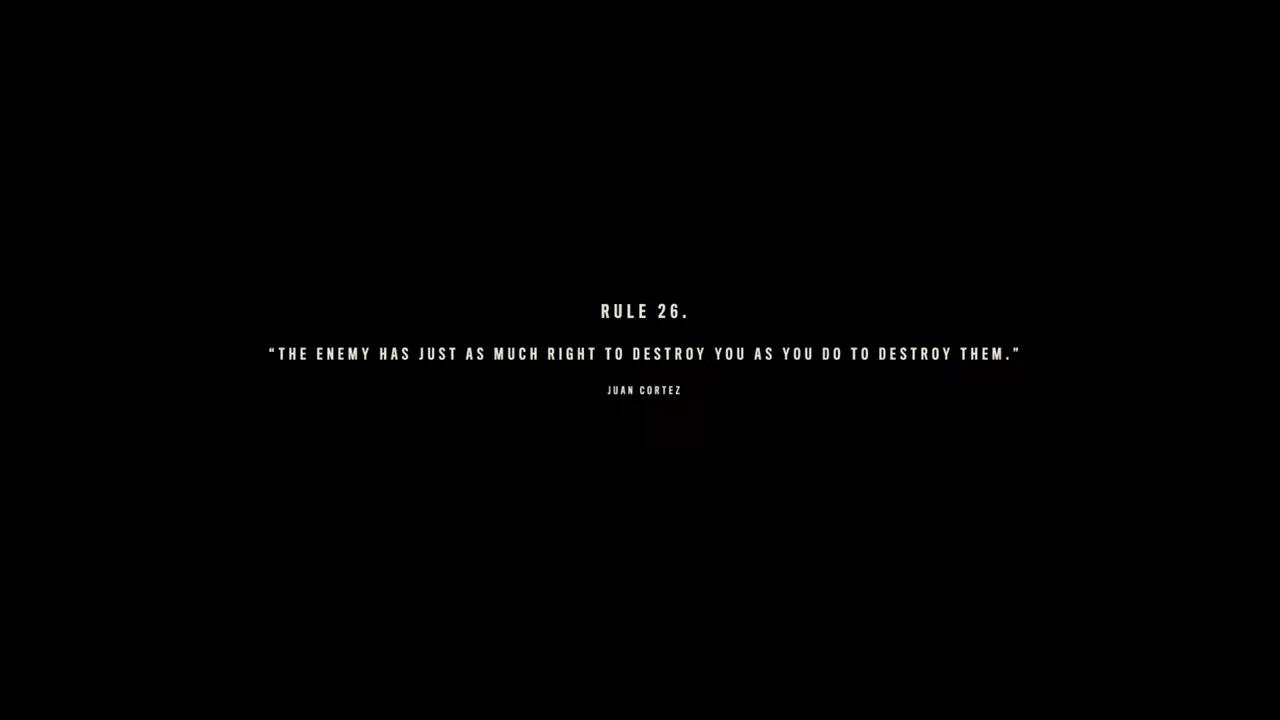 RULE 26.
“THE ENEMY HAS JUST AS MUCH RIGHT TO DESTROY YOU AS YOU DO TO DESTROY THEM.”
JUAN CORTEZ